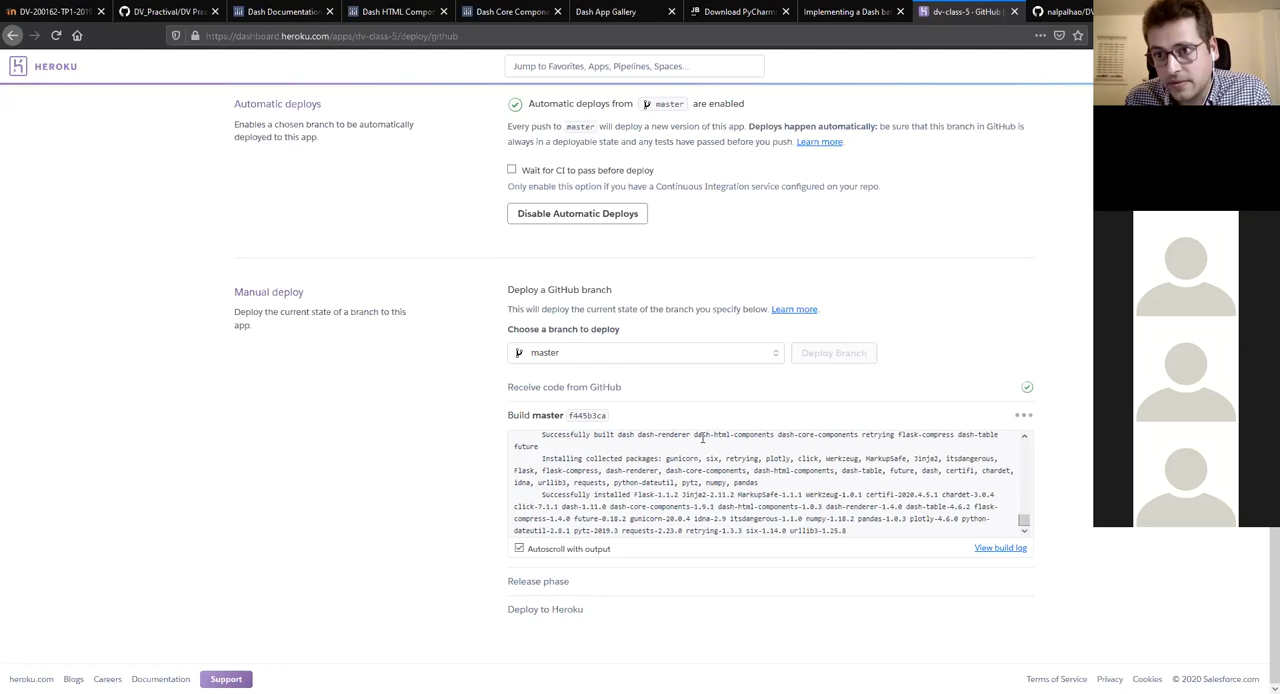 DV-200162-TP1-2019
DV_Practival/DV Prec
Dash Documentation
Dash HTML Compor
Dash Core Compone
Dash App Gallery
Download PyCharm
Implementing a Dash ba
dv-class-5 · GitHub |
nalpalhao/DV
https://dashboard.heroku.com/apps/dv-class-5/deploy/github
HEROKU
Jump to Favorites, Apps, Pipelines, Spaces...
Automatic deploys
Enables a chosen branch to be automatically
deployed to this app.
Automatic deploys from master are enabled
Every push to master will deploy a new version of this app. Deploys happen automatically: be sure that this branch in GitHub is
always in a deployable state and any tests have passed before you push. Learn more.
Wait for CI to pass before deploy
Only enable this option if you have a Continuous Integration service configured on your repo.
Disable Automatic Deploys
Manual deploy
Deploy the current state of a branch to this
app.
Deploy a GitHub branch
This will deploy the current state of the branch you specify below. Learn more.
Choose a branch to deploy
master
Deploy Branch
Receive code from GitHub
Build master f445b3ca
Successfully built dash dash-renderer dash-html-components dash-core-components retrying flask-compress dash-table
future
Installing collected packages: gunicorn, six, retrying, plotly, click, Werkzeug, MarkupSafe, Jinja2, itsdangerous,
Flask, flask-compress, dash-renderer, dash-core-components, dash-html-components, dash-table, future, dash, certifi, chardet,
idna, urllib3, requests, python-dateutil, pytz, numpy, pandas
Successfully installed Flask-1.1.2 Jinja2-2.11.2 MarkupSafe-1.1.1 Werkzeug-1.0.1 certifi-2020.4.5.1 chardet-3.0.4
click-7.1.1 dash-1.11.0 dash-core-components-1.9.1 dash-html-components-1.0.3 dash-renderer-1.4.0 dash-table-4.6.2 flask-
compress-1.4.0 future-0.18.2 gunicorn-20.0.4 idna-2.9 itsdangerous-1.1.0 numpy-1.18.2 pandas-1.0.3 plotly-4.6.0 python-
dateutil-2.8.1 pytz-2019.3 requests-2.23.0 retrying-1.3.3 six-1.14.0 urllib3-1.25.8
Autoscroll with output
View build log
Release phase
Deploy to Heroku
heroku.com
Blogs
Careers
Documentation
Support
Terms of Service
Privacy
Cookies
© 2020 Salesforce.com